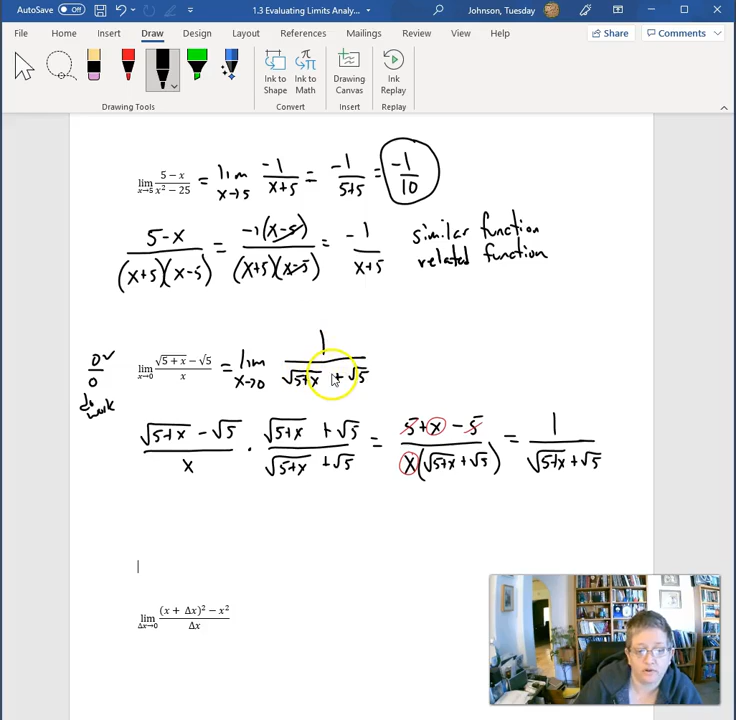 AutoSave Off 1.3 Evaluating Limits Analy... Johnson, Tuesday
File Home Insert Draw Design Layout References Mailings Review View Help Share Comments
Ink to Shape Ink to Math Drawing Canvas Ink Replay
Drawing Tools Convert Insert Replay
lim x→5 (5 − x)/(x² − 25) = lim x→5 -1/(x+5) = -1/(5+5) = -1/10
(5-x)/((x+5)(x-5)) = -1(x-5)/((x+5)(x-5)) = -1/(x+5) similar function
related function
0/0 ✓ do work
lim x→0 (√(5 + x) − √5)/x = lim x→0 1/(√(5+x) + √5)
(√(5+x) - √5)/x · (√(5+x) + √5)/(√(5+x) + √5) = (5+x-5)/(x(√(5+x) + √5)) = 1/(√(5+x) + √5)
lim Δx→0 ((x + Δx)² − x²)/Δx